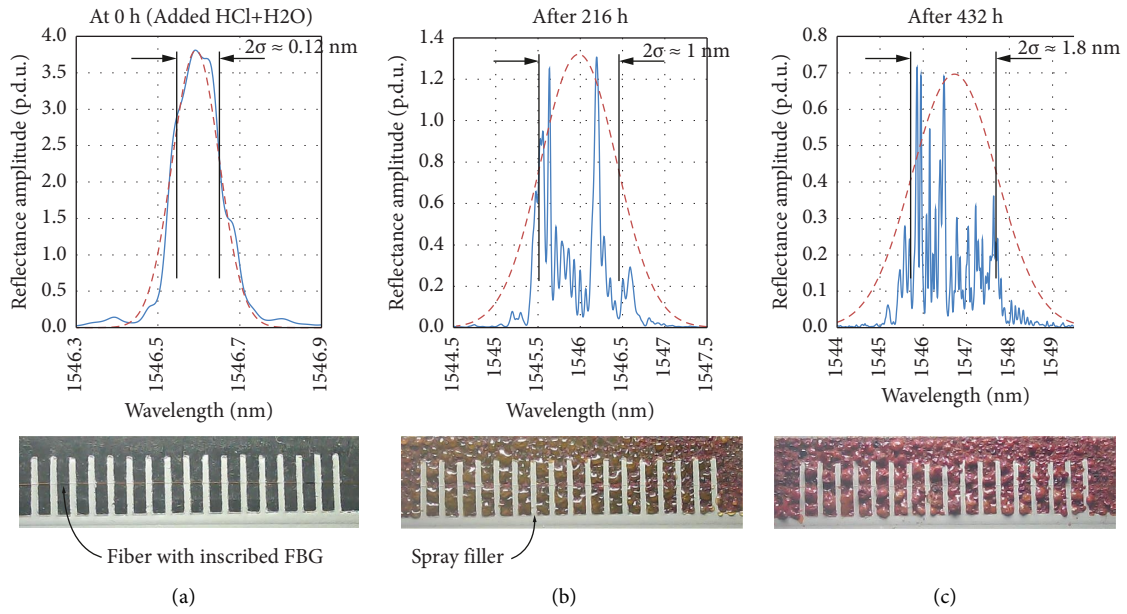 At 0 h (Added HCl+H2O)
2σ ≈ 0.12 nm
Reflectance amplitude (p.d.u.)
4.0
3.5
3.0
2.5
2.0
1.5
1.0
0.5
0.0
1546.3
1546.5
1546.7
1546.9
Wavelength (nm)
Fiber with inscribed FBG
(a)
After 216 h
2σ ≈ 1 nm
Reflectance amplitude (p.d.u.)
1.4
1.2
1.0
0.8
0.6
0.4
0.2
0.0
1544.5
1545
1545.5
1546
1546.5
1547
1547.5
Wavelength (nm)
Spray filler
(b)
After 432 h
2σ ≈ 1.8 nm
Reflectance amplitude (p.d.u.)
0.8
0.7
0.6
0.5
0.4
0.3
0.2
1.8
0.0
1544
1545
1546
1547
1548
1549
Wavelength (nm)
(c)